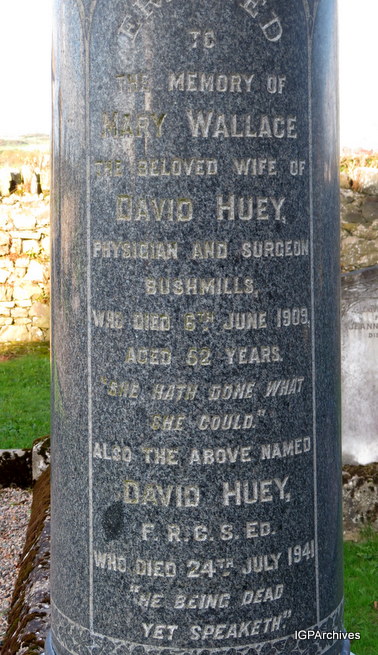 ERECTED
TO
THE MEMORY OF
MARY WALLACE
THE BELOVED WIFE OF
DAVID HUEY,
PHYSICIAN AND SURGEON
BUSHMILLS,
WHO DIED 6TH JUNE 1909,
AGED 52 YEARS.
"SHE HATH DONE WHAT
SHE COULD."
ALSO THE ABOVE NAMED
DAVID HUEY,
F.R.C.S. ED.
WHO DIED 24TH JULY 1941
"HE BEING DEAD
YET SPEAKETH"
IGPArchives